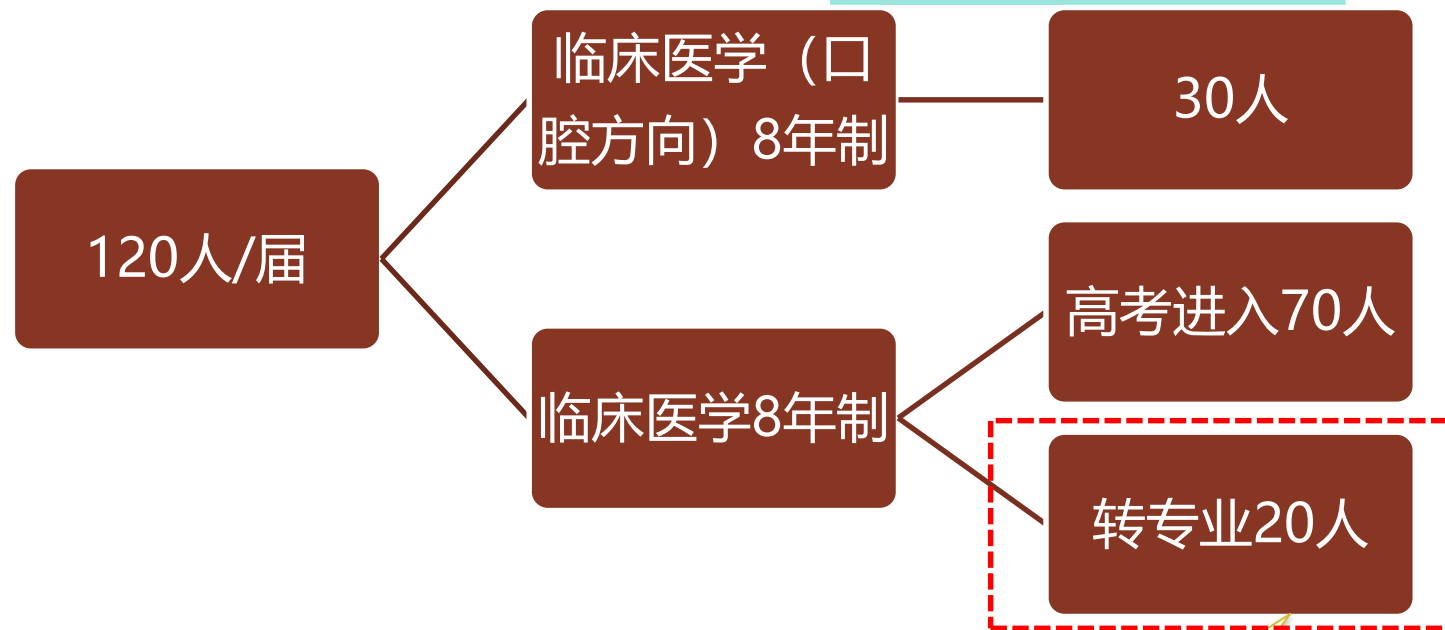 120人/届
临床医学（口
腔方向）8年制
30人
临床医学8年制
高考进入70人
转专业20人